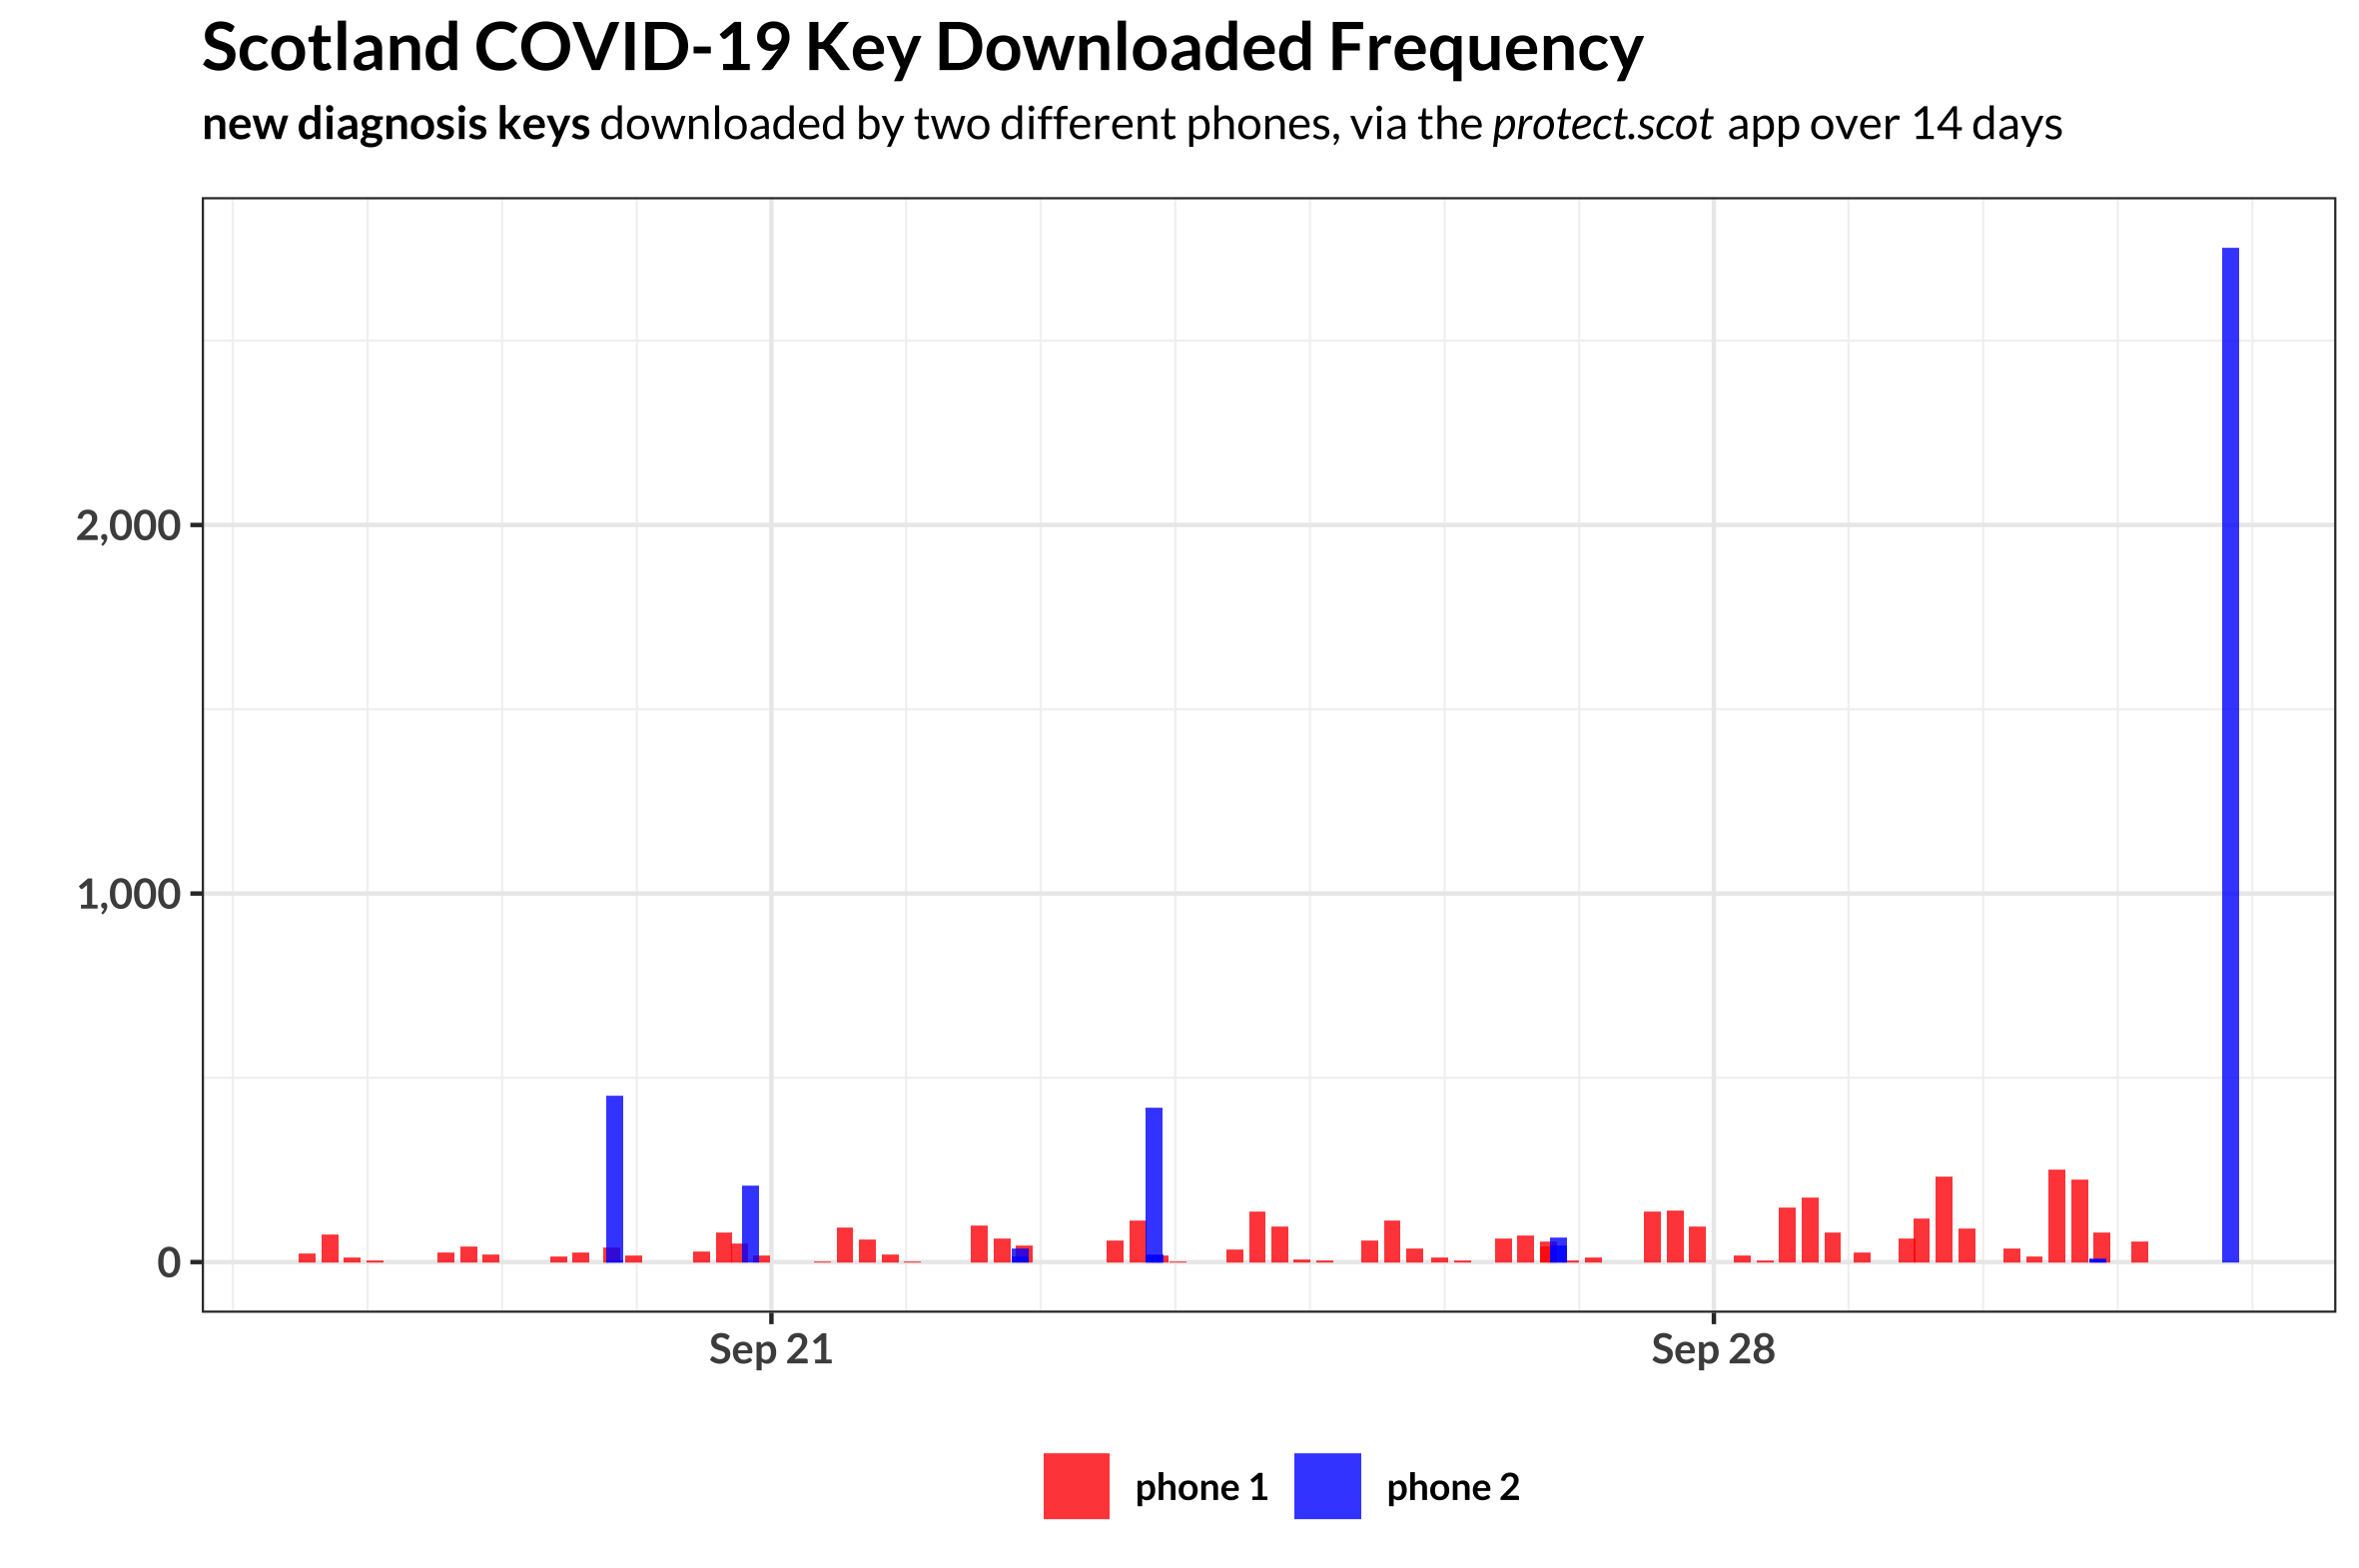 Scotland COVID-19 Key Downloaded Frequency
new diagnosis keys downloaded by two different phones, via the protect.scot app over 14 days
2,000
1,000
0
Sep 21 Sep 28
phone 1 phone 2